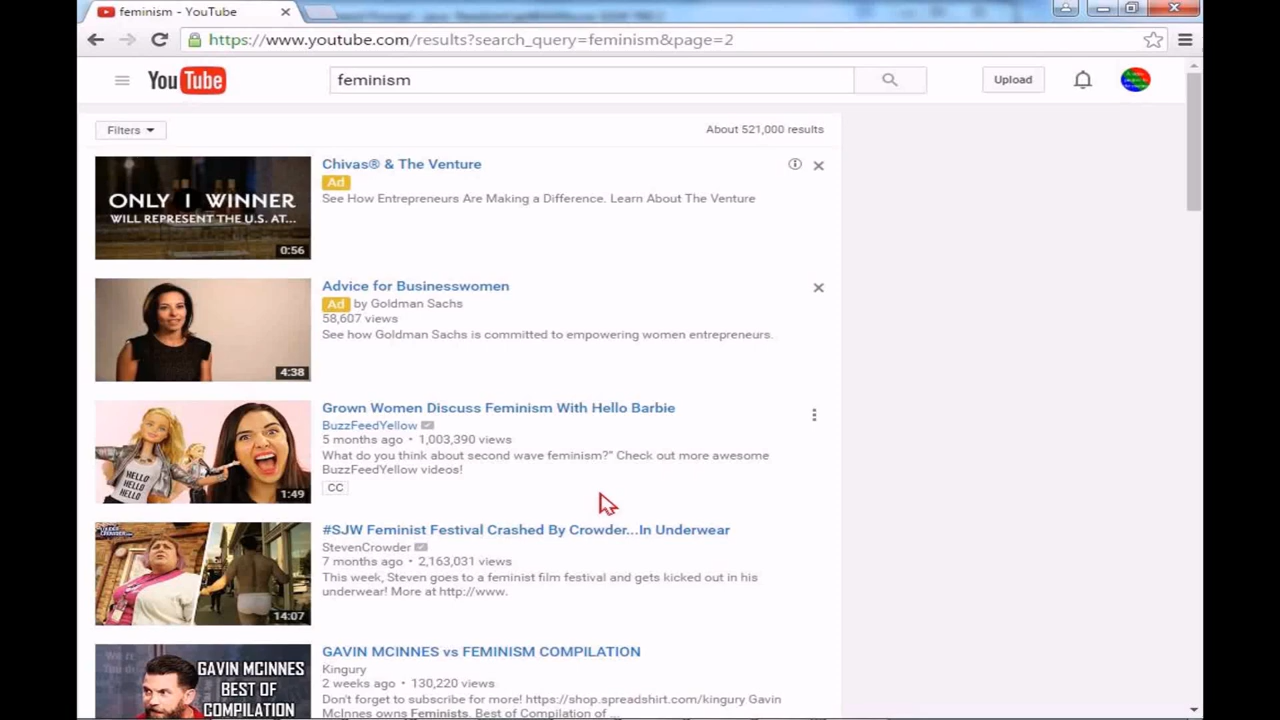 feminism - YouTube
https://www.youtube.com/results?search_query=feminism&page=2
YouTube
feminism
Upload
Filters
About 521,000 results
ONLY 1 WINNER
WILL REPRESENT THE U.S. AT...
0:56
Chivas® & The Venture
Ad
See How Entrepreneurs Are Making a Difference. Learn About The Venture
4:38
Advice for Businesswomen
Ad by Goldman Sachs
58,607 views
See how Goldman Sachs is committed to empowering women entrepreneurs.
HELLO
HELLO
HELLO
1:49
Grown Women Discuss Feminism With Hello Barbie
BuzzFeedYellow
5 months ago • 1,003,390 views
What do you think about second wave feminism?" Check out more awesome
BuzzFeedYellow videos!
CC
14:07
#SJW Feminist Festival Crashed By Crowder...In Underwear
StevenCrowder
7 months ago • 2,163,031 views
This week, Steven goes to a feminist film festival and gets kicked out in his
underwear! More at http://www.
GAVIN MCINNES
BEST OF
COMPILATION
GAVIN MCINNES vs FEMINISM COMPILATION
Kingury
2 weeks ago • 130,220 views
Don't forget to subscribe for more! https://shop.spreadshirt.com/kingury Gavin
McInnes owns Feminists. Best of Compilation of ...